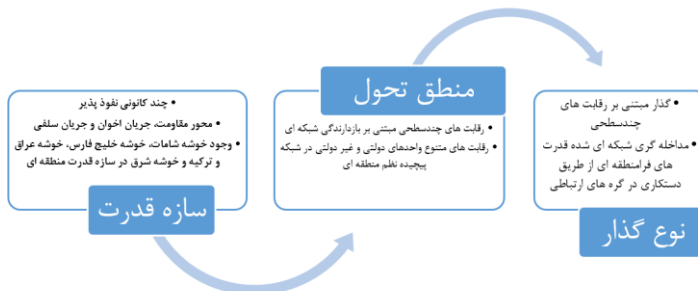 سازه قدرت
• چند کانونی نفوذ پذیر
• محور مقاومت، جریان اخوان و جریان سلفی
• وجود خوشه شامات، خوشه خلیج فارس، خوشه عراق
و ترکیه و خوشه شرق در سازه قدرت منطقه ای
منطق تحول
• رقابت های چندسطحی مبتنی بر بازدارندگی شبکه ای
• رقابت های متنوع واحدهای دولتی و غیر دولتی در شبکه
پیچیده نظم منطقه ای
نوع گذار
• گذار مبتنی بر رقابت های
چندسطحی
• مداخله گری شبکه ای شده قدرت
های فرامنطقه ای از طریق
دستکاری در گره های ارتباطی